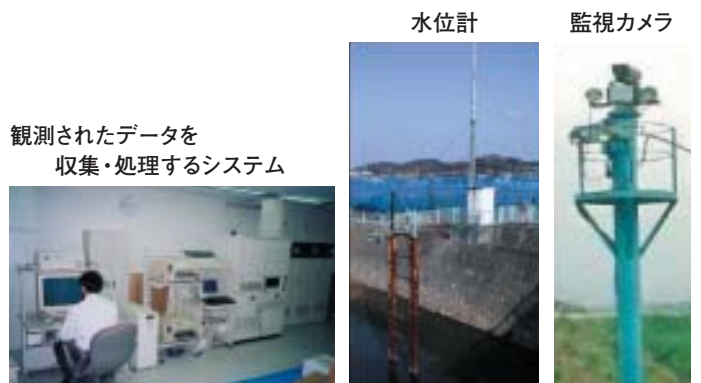 水位計
監視カメラ
観測されたデータを
収集・処理するシステム